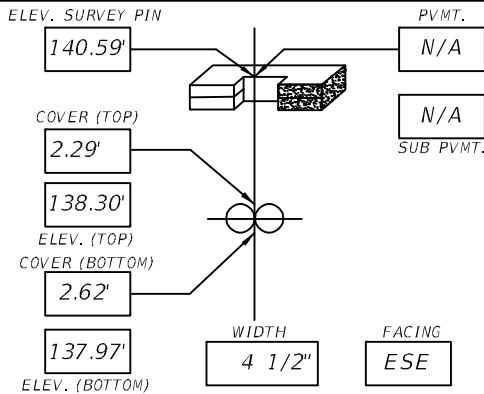 ELEV. SURVEY PIN
140.59'
PVMT.
N/A
N/A
SUB PVMT.
COVER (TOP)
2.29'
138.30'
ELEV. (TOP)
COVER (BOTTOM)
2.62'
137.97'
ELEV. (BOTTOM)
WIDTH
4 1/2"
FACING
ESE